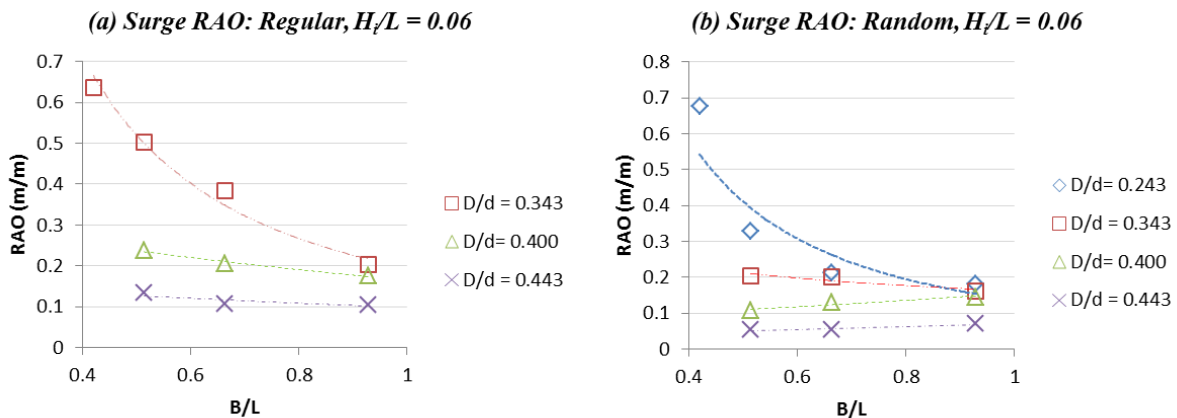 (a) Surge RAO: Regular, Hᵢ/L = 0.06
0.7
0.6
0.5
0.4
0.3
0.2
0.1
0
RAO (m/m)
0.4
0.6
0.8
1
B/L
D/d = 0.343
D/d= 0.400
D/d = 0.443
(b) Surge RAO: Random, Hᵢ/L = 0.06
0.8
0.7
0.6
0.5
0.4
0.3
0.2
0.1
0
RAO (m/m)
0.4
0.6
0.8
1
B/L
D/d = 0.243
D/d = 0.343
D/d= 0.400
D/d = 0.443